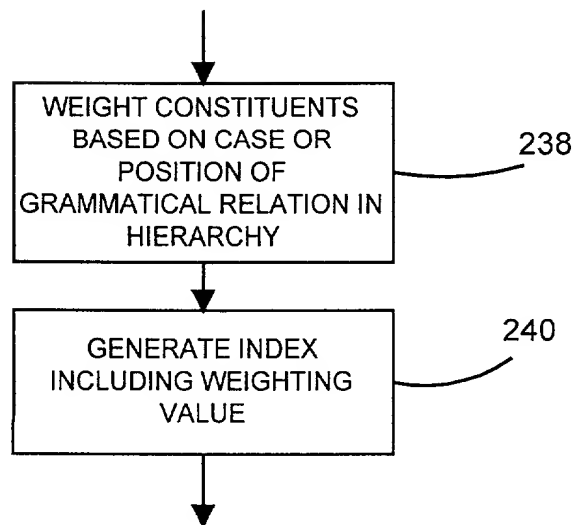 WEIGHT CONSTITUENTS
BASED ON CASE OR
POSITION OF
GRAMMATICAL RELATION IN
HIERARCHY
238
GENERATE INDEX
INCLUDING WEIGHTING
VALUE
240